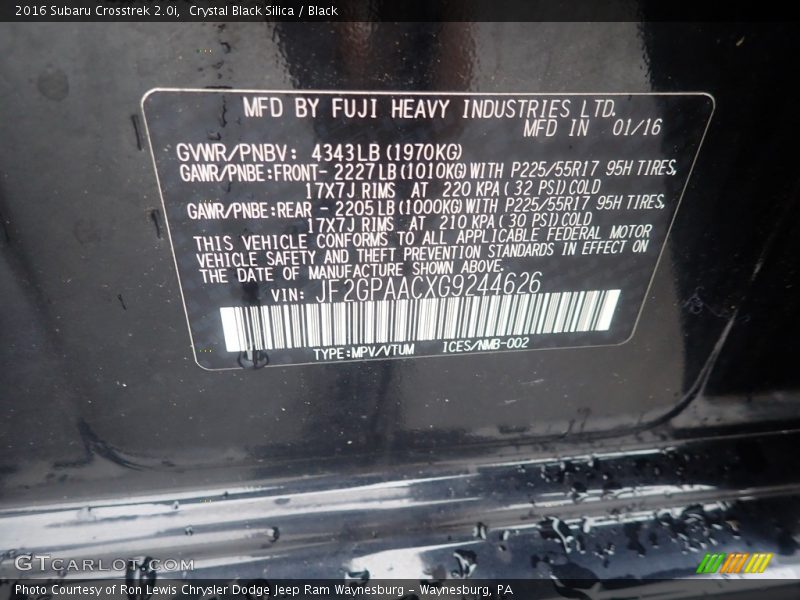 2016 Subaru Crosstrek 2.0i,  Crystal Black Silica / Black
MFD BY FUJI HEAVY INDUSTRIES LTD.
MFD IN 01/16
GVWR/PNBV: 4343LB (1970KG)
GAWR/PNBE:FRONT- 2227LB (1010KG) WITH P225/55R17 95H TIRES,
17X7J RIMS AT 220 KPA ( 32 PSI) COLD
GAWR/PNBE:REAR - 2205LB (1000KG) WITH P225/55R17 95H TIRES,
17X7J RIMS AT 210 KPA ( 30 PSI) COLD
THIS VEHICLE CONFORMS TO ALL APPLICABLE FEDERAL MOTOR
VEHICLE SAFETY AND THEFT PREVENTION STANDARDS IN EFFECT ON
THE DATE OF MANUFACTURE SHOWN ABOVE.
VIN: JF2GPAACXG9244626
TYPE:MPV/VTUM ICES/NMB-002
GTcarlot.com
Photo Courtesy of Ron Lewis Chrysler Dodge Jeep Ram Waynesburg – Waynesburg, PA